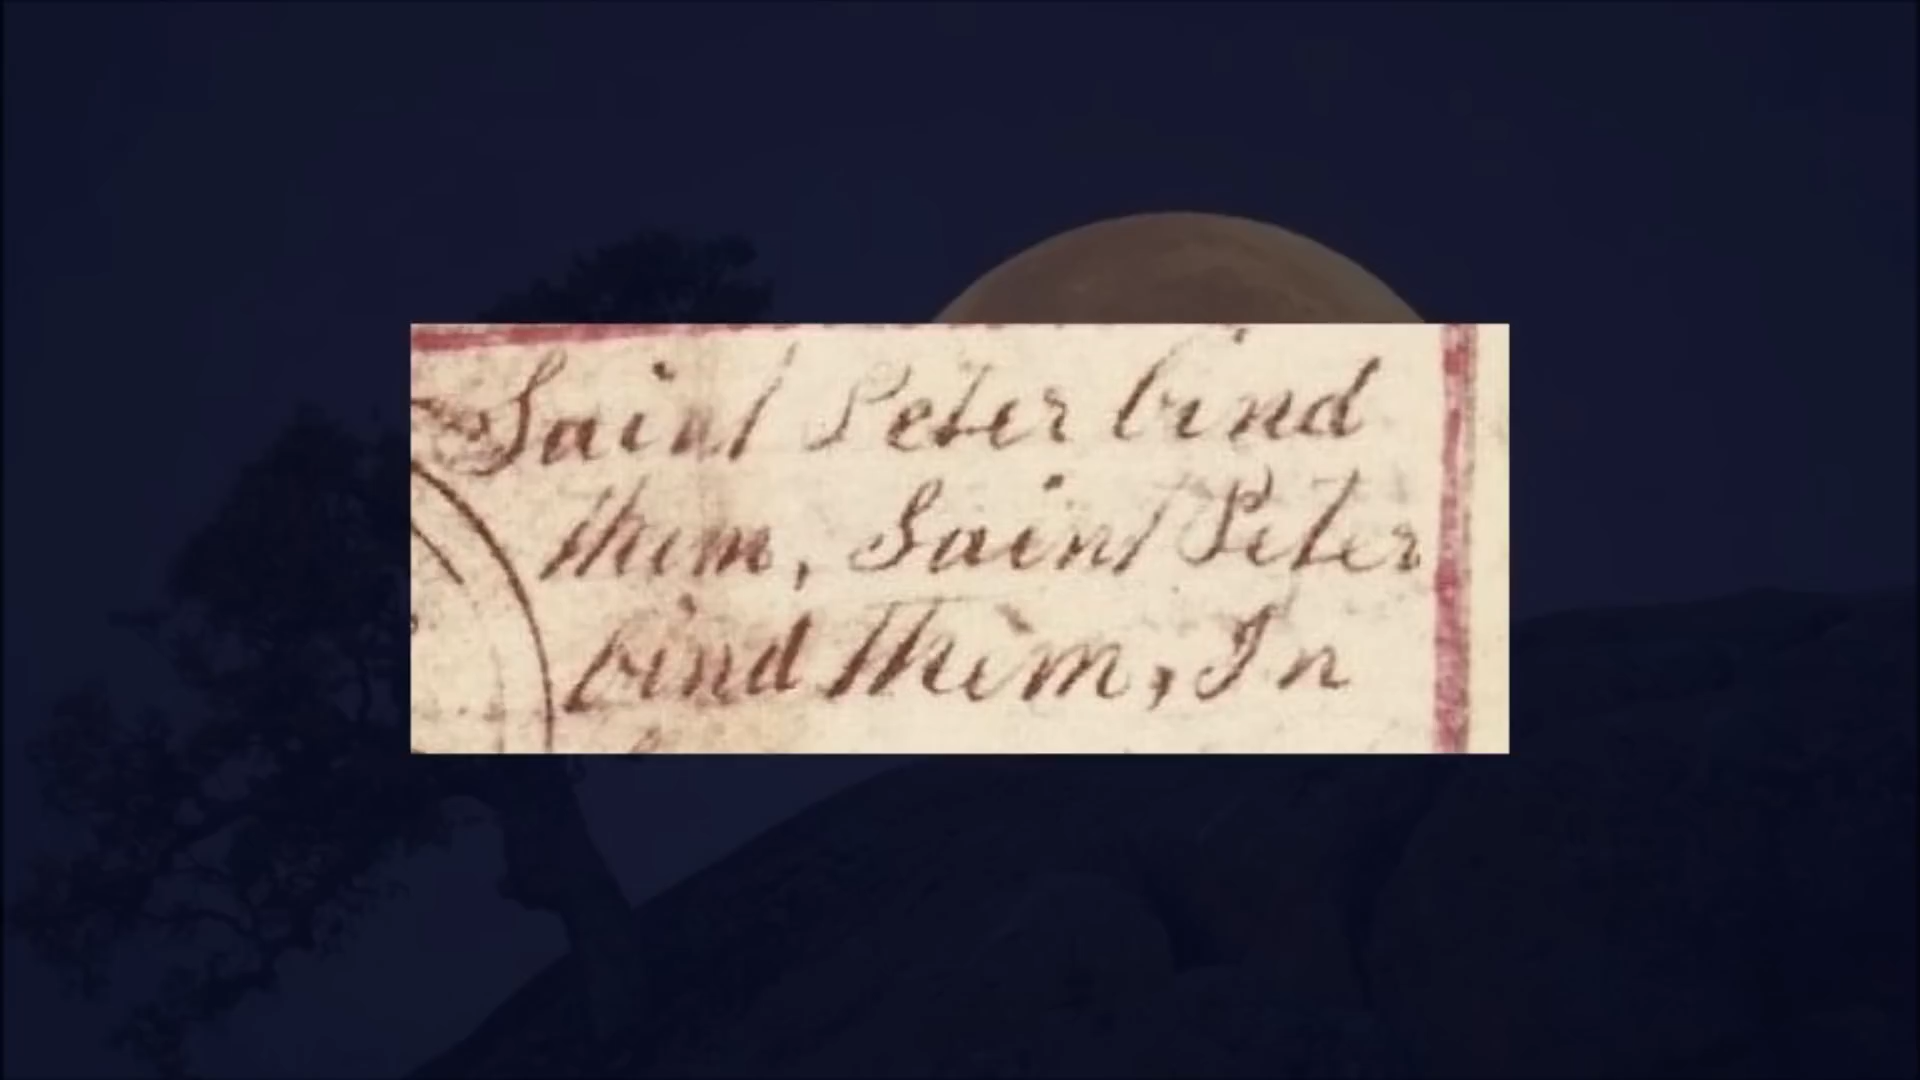 Saint Peter bind
them, Saint Peter
bind them, In